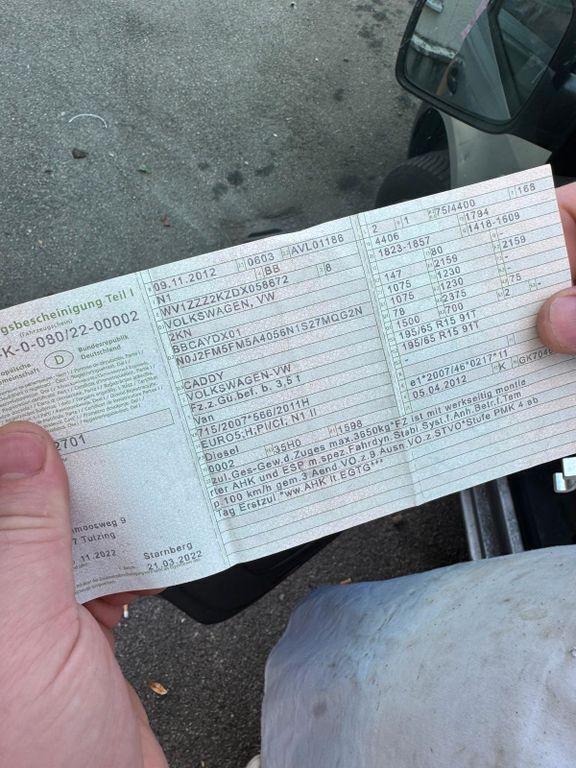 gsbescheinigung Teil I
(Fahrzeugschein)
K-0-080/22-00002
D
Bundesrepublik
Deutschland
2701
moosweg 9
7 Tutzing
.11.2022
Starnberg
21.03.2022
09.11.2012 0603 AVL01186
N1 BB
WV1ZZZ2KZDX058672 8
VOLKSWAGEN, VW
2KN
BBCAYDX01
N0J2FM5FM5A4056N1S27MQG2N
CADDY
VOLKSWAGEN-VW
Fz.z.Gu.bef.b. 3,5 t
Van
715/2007*566/2011H
EURO5;H;PI/CI, N1 II
Diesel
0002 35H0 1598
zul.Ges-Gew.d.Zuges max.3650kg*FZ ist mit werkseitig montie
rter AHK und ESP m.spez.Fahrdyn.Stabi.Syst.f.Anh.Betr.f.Tem
p 100 km/h gem.3 Aend VO.z.9 Ausn VO.z.STVO*Stufe PMK 4 ab
Tag Erstzul *ww.AHK lt.EGTG***
2 1 75/4400 168
4406 1794
1823-1857 80 1418-1609
147 2159 2159
1075 1230 -
1075 1230
78 2375 75
1500 700 2 -
195/65 R15 91T
195/65 R15 91T
-
e1*2007/46*0217*11
05.04.2012 K